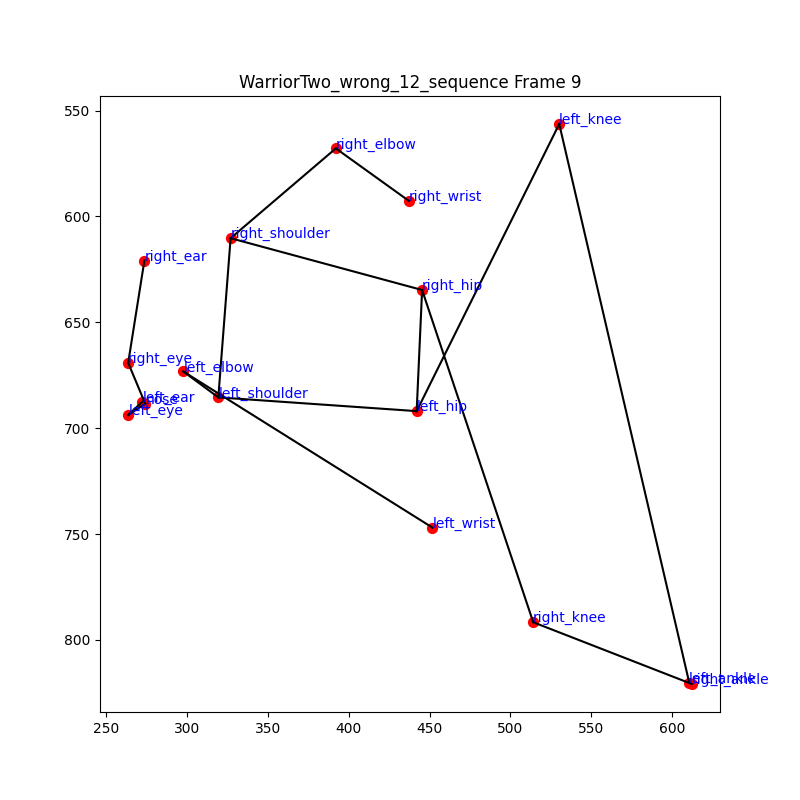 WarriorTwo_wrong_12_sequence Frame 9
550
left_knee
right_elbow
600
right_wrist
right_shoulder
right_ear
right_hip
650
right_eye
left_elbow
left_shoulder
left_ear
nose
left_hip
left_eye
700
left_wrist
750
right_knee
800
left_ankle
right_ankle
250 300 350 400 450 500 550 600